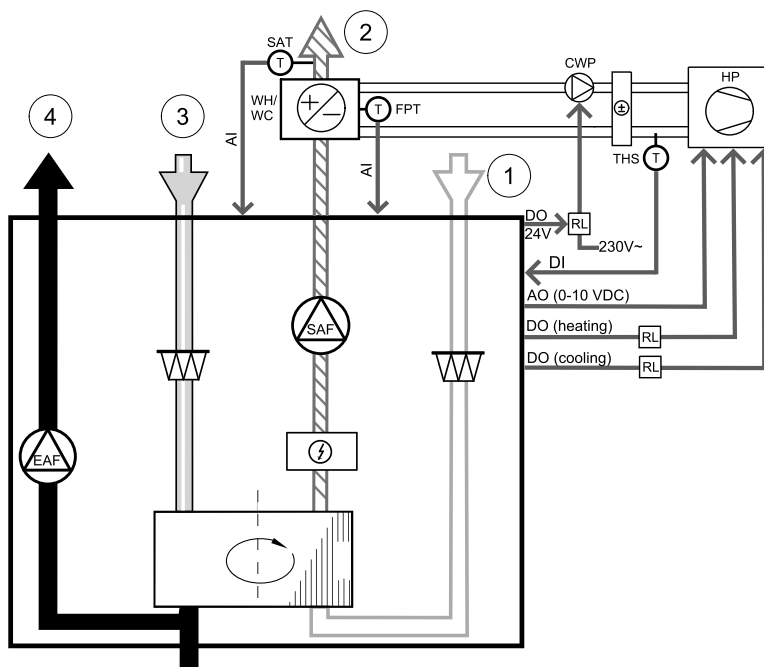 2
SAT
T
CWP
HP
4
3
WH/
WC
T
FPT
±
AI
AI
THS
T
1
DO
24V
RL
230V~
DI
AO (0-10 VDC)
SAF
DO (heating)
RL
DO (cooling)
RL
EAF